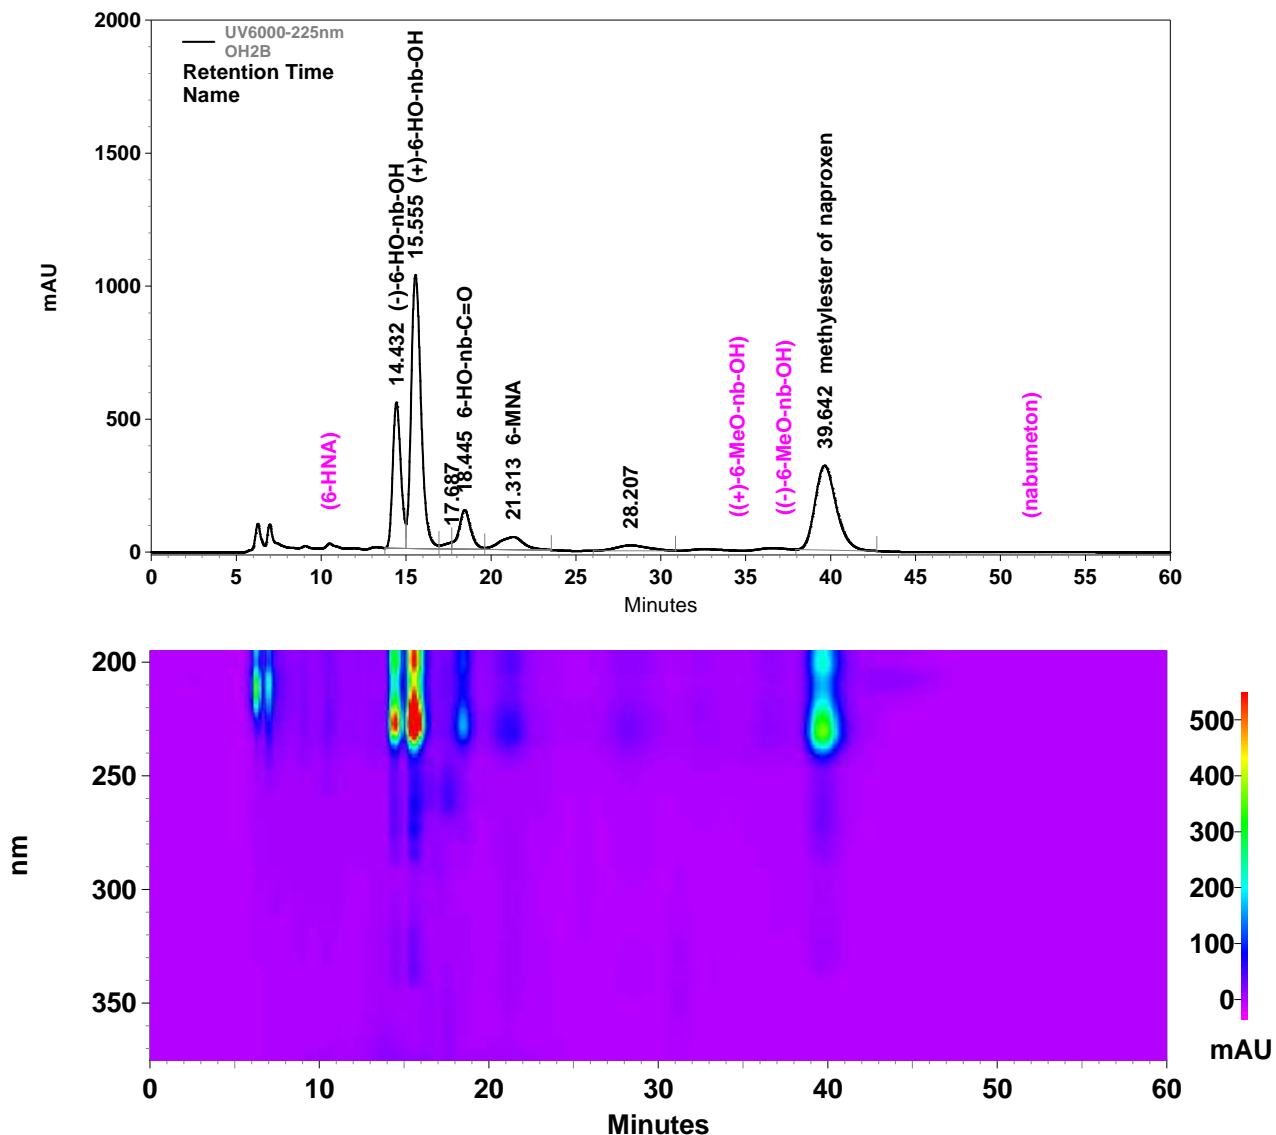 2000
1500
1000
500
0
mAU
UV6000-225nm
OH2B
Retention Time
Name
(6-HNA)
14.432 (-)-6-HO-nb-OH
15.555 (+)-6-HO-nb-OH
17.687
18.445 6-HO-nb-C=O
21.313 6-MNA
28.207
((+)-6-MeO-nb-OH)
((-)-6-MeO-nb-OH)
39.642 methylester of naproxen
(nabumeton)
0 5 10 15 20 25 30 35 40 45 50 55 60
Minutes
200
250
300
350
nm
0 10 20 30 40 50 60
Minutes
500
400
300
200
100
0
mAU